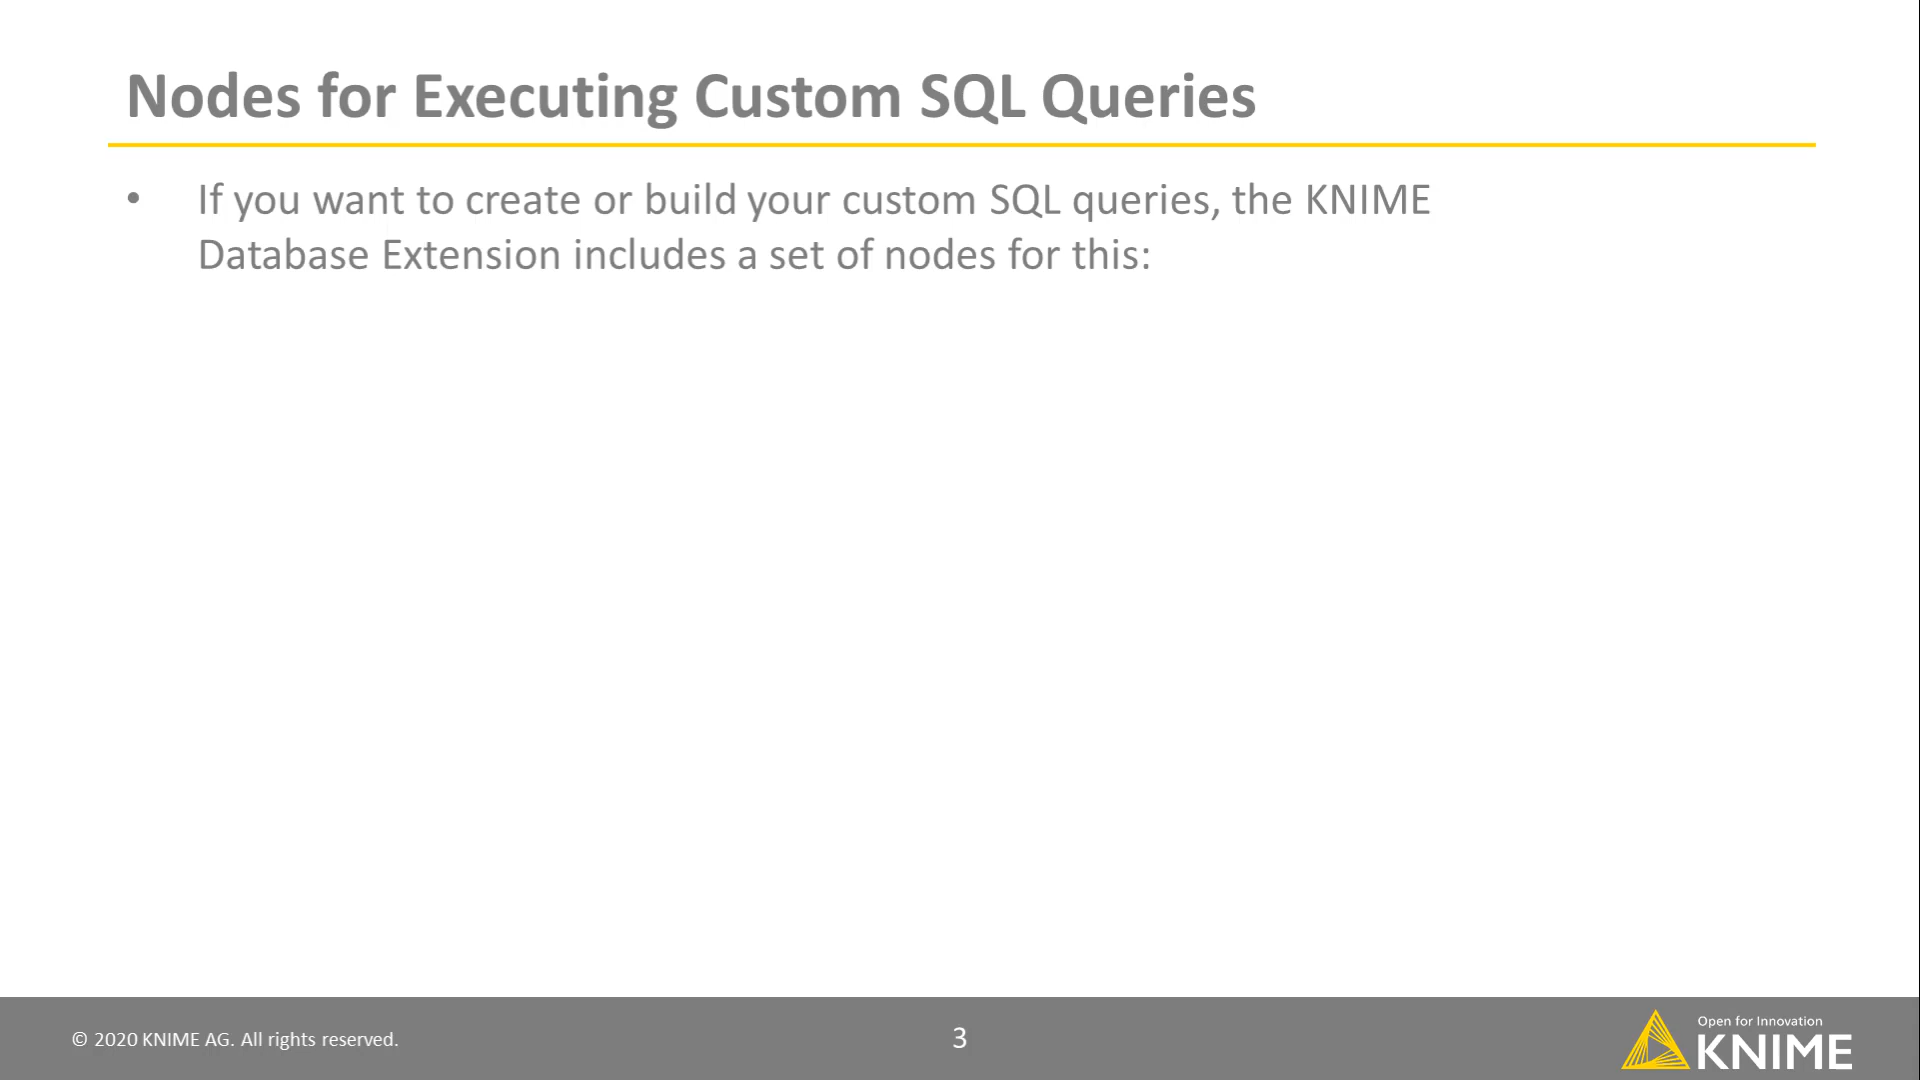 Nodes for Executing Custom SQL Queries
• If you want to create or build your custom SQL queries, the KNIME
Database Extension includes a set of nodes for this:
© 2020 KNIME AG. All rights reserved.
3
Open for Innovation
KNIME